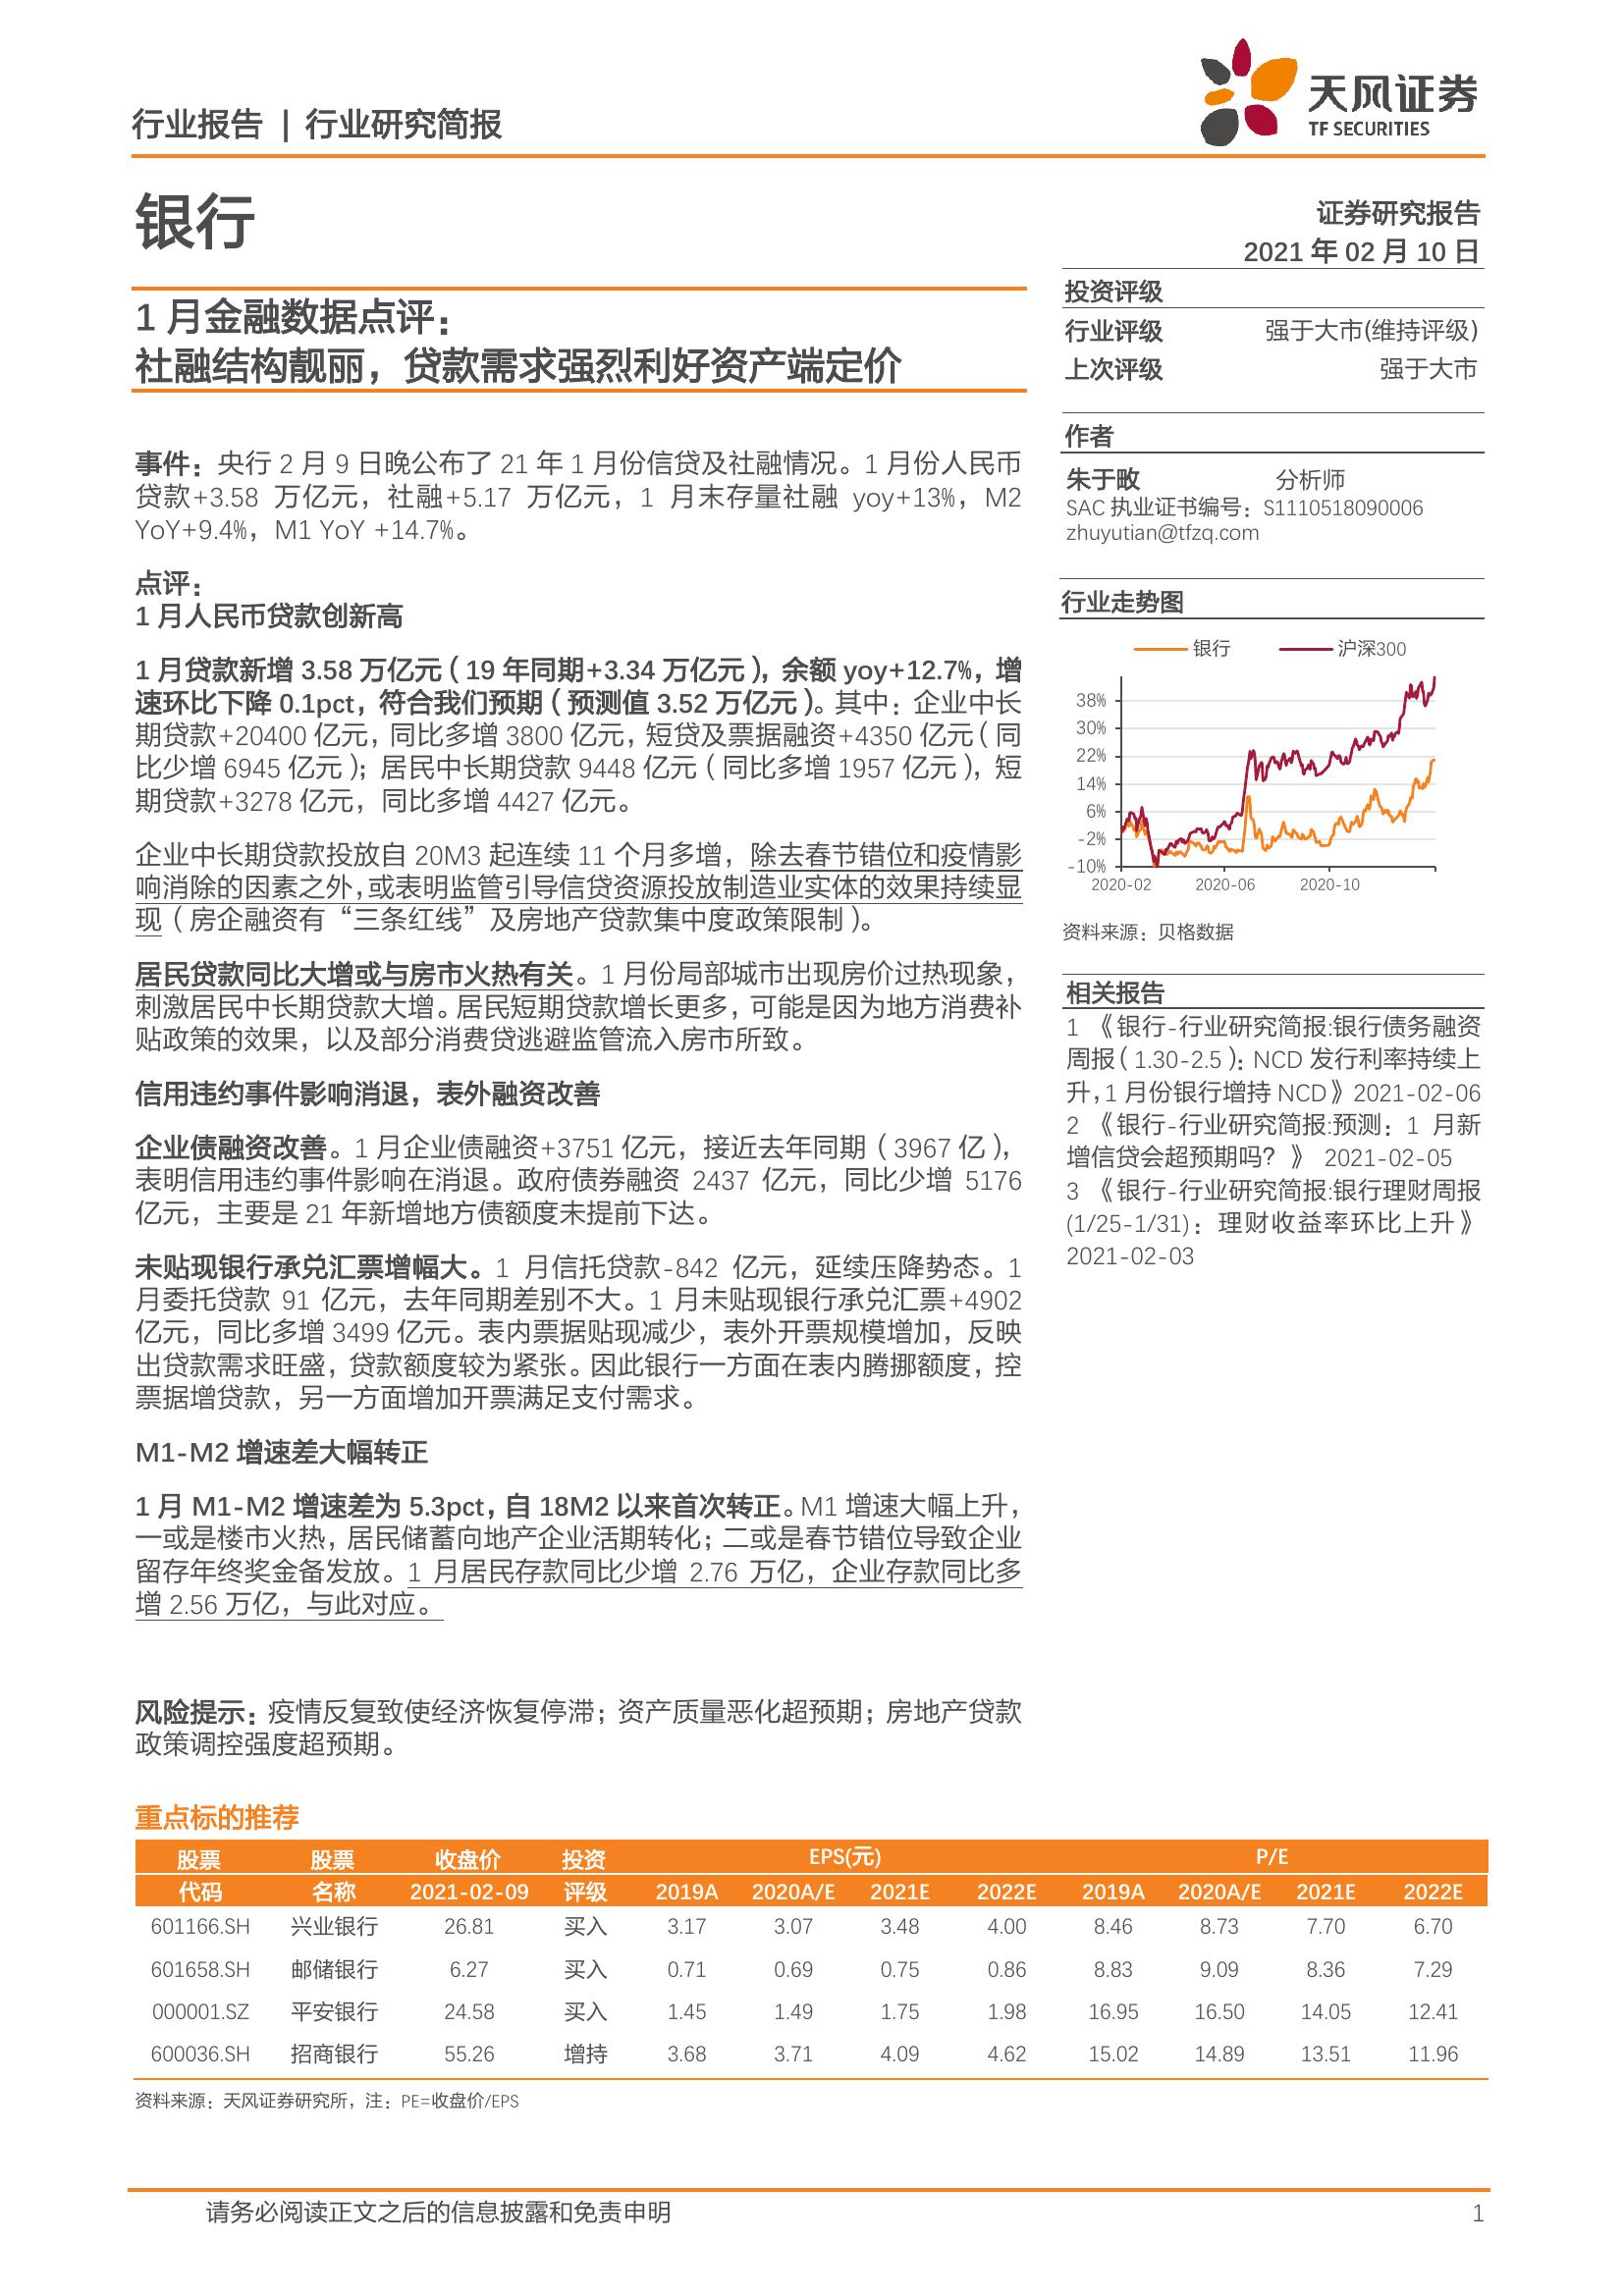 行业报告 | 行业研究简报
天风证券
TF SECURITIES
银行
证券研究报告
2021 年 02 月 10 日
1 月金融数据点评：
社融结构靓丽，贷款需求强烈利好资产端定价
事件：央行 2 月 9 日晚公布了 21 年 1 月份信贷及社融情况。1 月份人民币
贷款+3.58 万亿元，社融+5.17 万亿元，1 月末存量社融 yoy+13%，M2
YoY+9.4%，M1 YoY +14.7%。
点评：
1 月人民币贷款创新高
1 月贷款新增 3.58 万亿元（19 年同期+3.34 万亿元），余额 yoy+12.7%，增
速环比下降 0.1pct，符合我们预期（预测值 3.52 万亿元）。其中：企业中长
期贷款+20400 亿元，同比多增 3800 亿元，短贷及票据融资+4350 亿元（同
比少增 6945 亿元）；居民中长期贷款 9448 亿元（同比多增 1957 亿元），短
期贷款+3278 亿元，同比多增 4427 亿元。
企业中长期贷款投放自 20M3 起连续 11 个月多增，除去春节错位和疫情影
响消除的因素之外，或表明监管引导信贷资源投放制造业实体的效果持续显
现（房企融资有“三条红线”及房地产贷款集中度政策限制）。
居民贷款同比大增或与房市火热有关。1 月份局部城市出现房价过热现象，
刺激居民中长期贷款大增。居民短期贷款增长更多，可能是因为地方消费补
贴政策的效果，以及部分消费贷逃避监管流入房市所致。
信用违约事件影响消退，表外融资改善
企业债融资改善。1 月企业债融资+3751 亿元，接近去年同期（3967 亿），
表明信用违约事件影响在消退。政府债券融资 2437 亿元，同比少增 5176
亿元，主要是 21 年新增地方债额度未提前下达。
未贴现银行承兑汇票增幅大。1 月信托贷款-842 亿元，延续压降势态。1
月委托贷款 91 亿元，去年同期差别不大。1 月未贴现银行承兑汇票+4902
亿元，同比多增 3499 亿元。表内票据贴现减少，表外开票规模增加，反映
出贷款需求旺盛，贷款额度较为紧张。因此银行一方面在表内腾挪额度，控
票据增贷款，另一方面增加开票满足支付需求。
M1-M2 增速差大幅转正
1 月 M1-M2 增速差为 5.3pct，自 18M2 以来首次转正。M1 增速大幅上升，
一或是楼市火热，居民储蓄向地产企业活期转化；二或是春节错位导致企业
留存年终奖金备发放。1 月居民存款同比少增 2.76 万亿，企业存款同比多
增 2.56 万亿，与此对应。
风险提示：疫情反复致使经济恢复停滞；资产质量恶化超预期；房地产贷款
政策调控强度超预期。
投资评级
行业评级 强于大市(维持评级)
上次评级 强于大市
作者
朱于畋 分析师
SAC 执业证书编号：S1110518090006
zhuyutian@tfzq.com
行业走势图
银行 沪深300
38%
30%
22%
14%
6%
-2%
-10%
2020-02 2020-06 2020-10
资料来源：贝格数据
相关报告
1 《银行-行业研究简报:银行债务融资
周报（1.30-2.5）：NCD 发行利率持续上
升，1 月份银行增持 NCD》2021-02-06
2 《银行-行业研究简报:预测：1 月新
增信贷会超预期吗？》 2021-02-05
3 《银行-行业研究简报:银行理财周报
(1/25-1/31)：理财收益率环比上升》
2021-02-03
重点标的推荐
股票 股票 收盘价 投资 EPS(元) P/E
代码 名称 2021-02-09 评级 2019A 2020A/E 2021E 2022E 2019A 2020A/E 2021E 2022E
601166.SH 兴业银行 26.81 买入 3.17 3.07 3.48 4.00 8.46 8.73 7.70 6.70
601658.SH 邮储银行 6.27 买入 0.71 0.69 0.75 0.86 8.83 9.09 8.36 7.29
000001.SZ 平安银行 24.58 买入 1.45 1.49 1.75 1.98 16.95 16.50 14.05 12.41
600036.SH 招商银行 55.26 增持 3.68 3.71 4.09 4.62 15.02 14.89 13.51 11.96
资料来源：天风证券研究所，注：PE=收盘价/EPS
请务必阅读正文之后的信息披露和免责申明 1